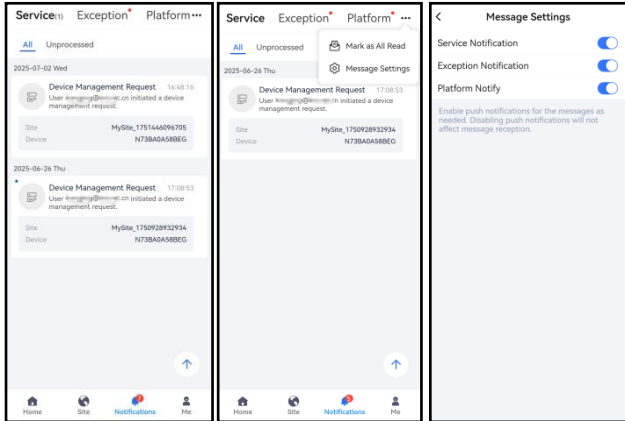 Service(1) Exception Platform
All Unprocessed
2025-07-02 Wed
Device Management Request 16:48:16
User initiated a device
management request.
Site MySite_1751446096705
Device N73BA0A58BEG
2025-06-26 Thu
Device Management Request 17:08:53
User .cn initiated a device
management request.
Site MySite_1750928932934
Device N73BA0A58BEG
7
Home Site Notifications Me
Service Exception Platform
All Unprocessed
Mark as All Read
Message Settings
2025-06-26 Thu
Device Management Request 17:08:53
User initiated a device
management request.
Site MySite_1750928932934
Device N73BA0A58BEG
5
Home Site Notifications Me
Message Settings
Service Notification
Exception Notification
Platform Notify
Enable push notifications for the messages as
needed. Disabling push notifications will not
affect message reception.